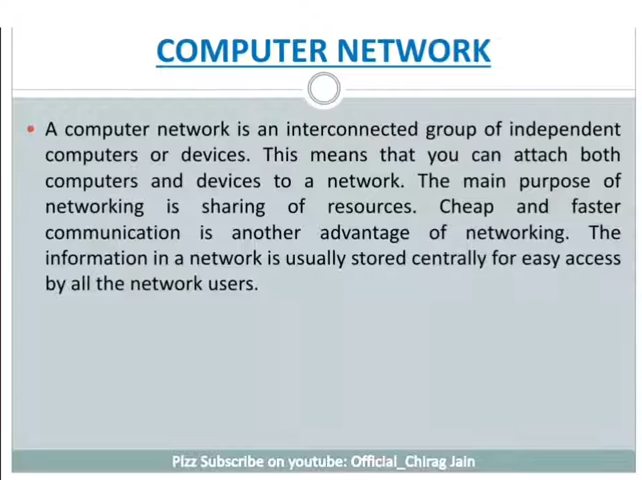 COMPUTER NETWORK
• A computer network is an interconnected group of independent
computers or devices. This means that you can attach both
computers and devices to a network. The main purpose of
networking is sharing of resources. Cheap and faster
communication is another advantage of networking. The
information in a network is usually stored centrally for easy access
by all the network users.
Plzz Subscribe on youtube: Official_Chirag Jain